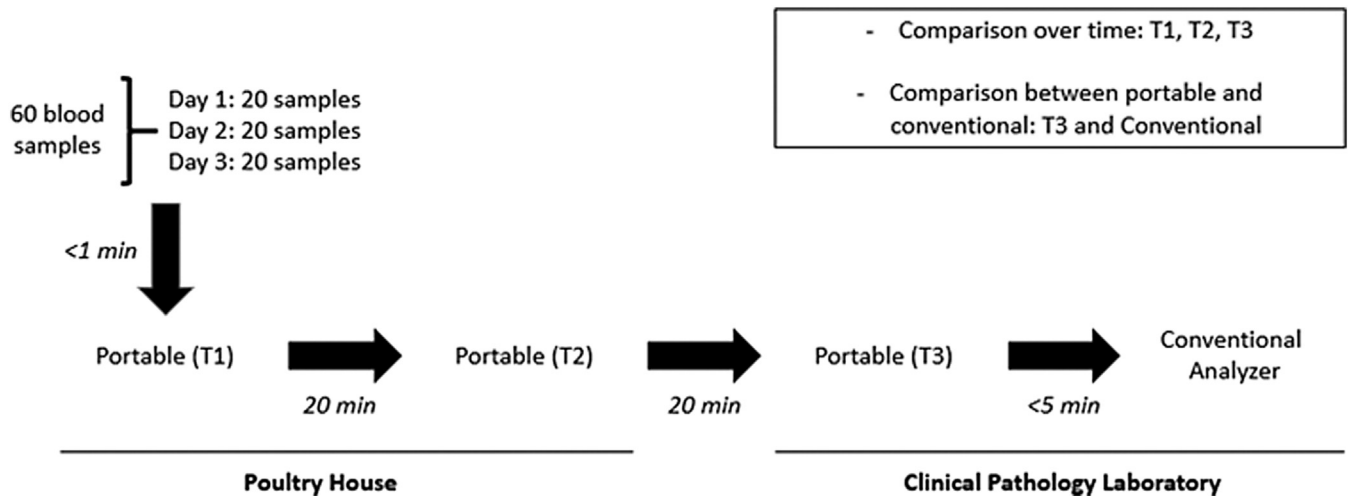 - Comparison over time: T1, T2, T3
- Comparison between portable and
conventional: T3 and Conventional
60 blood
samples
Day 1: 20 samples
Day 2: 20 samples
Day 3: 20 samples
<1 min
Portable (T1)
Portable (T2)
Portable (T3)
Conventional
Analyzer
20 min
20 min
<5 min
Poultry House
Clinical Pathology Laboratory